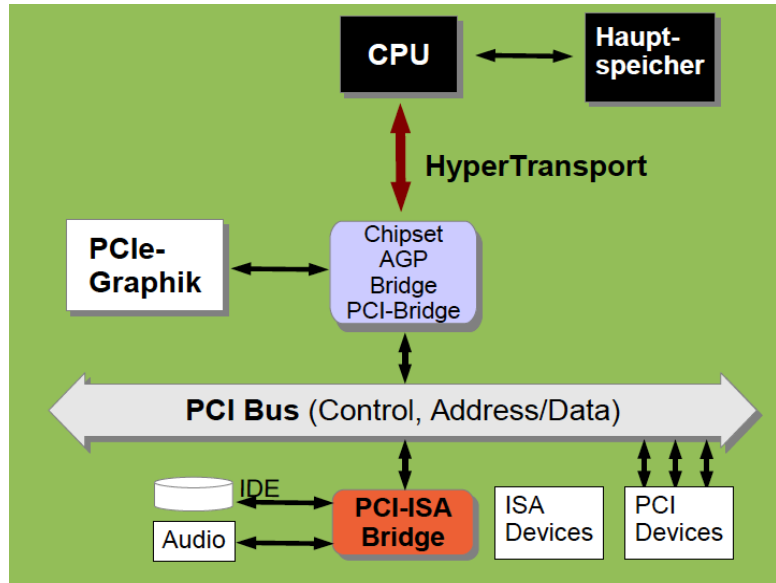 CPU
Haupt-
speicher
HyperTransport
PCIe-
Graphik
Chipset
AGP
Bridge
PCI-Bridge
PCI Bus (Control, Address/Data)
IDE
Audio
PCI-ISA
Bridge
ISA
Devices
PCI
Devices